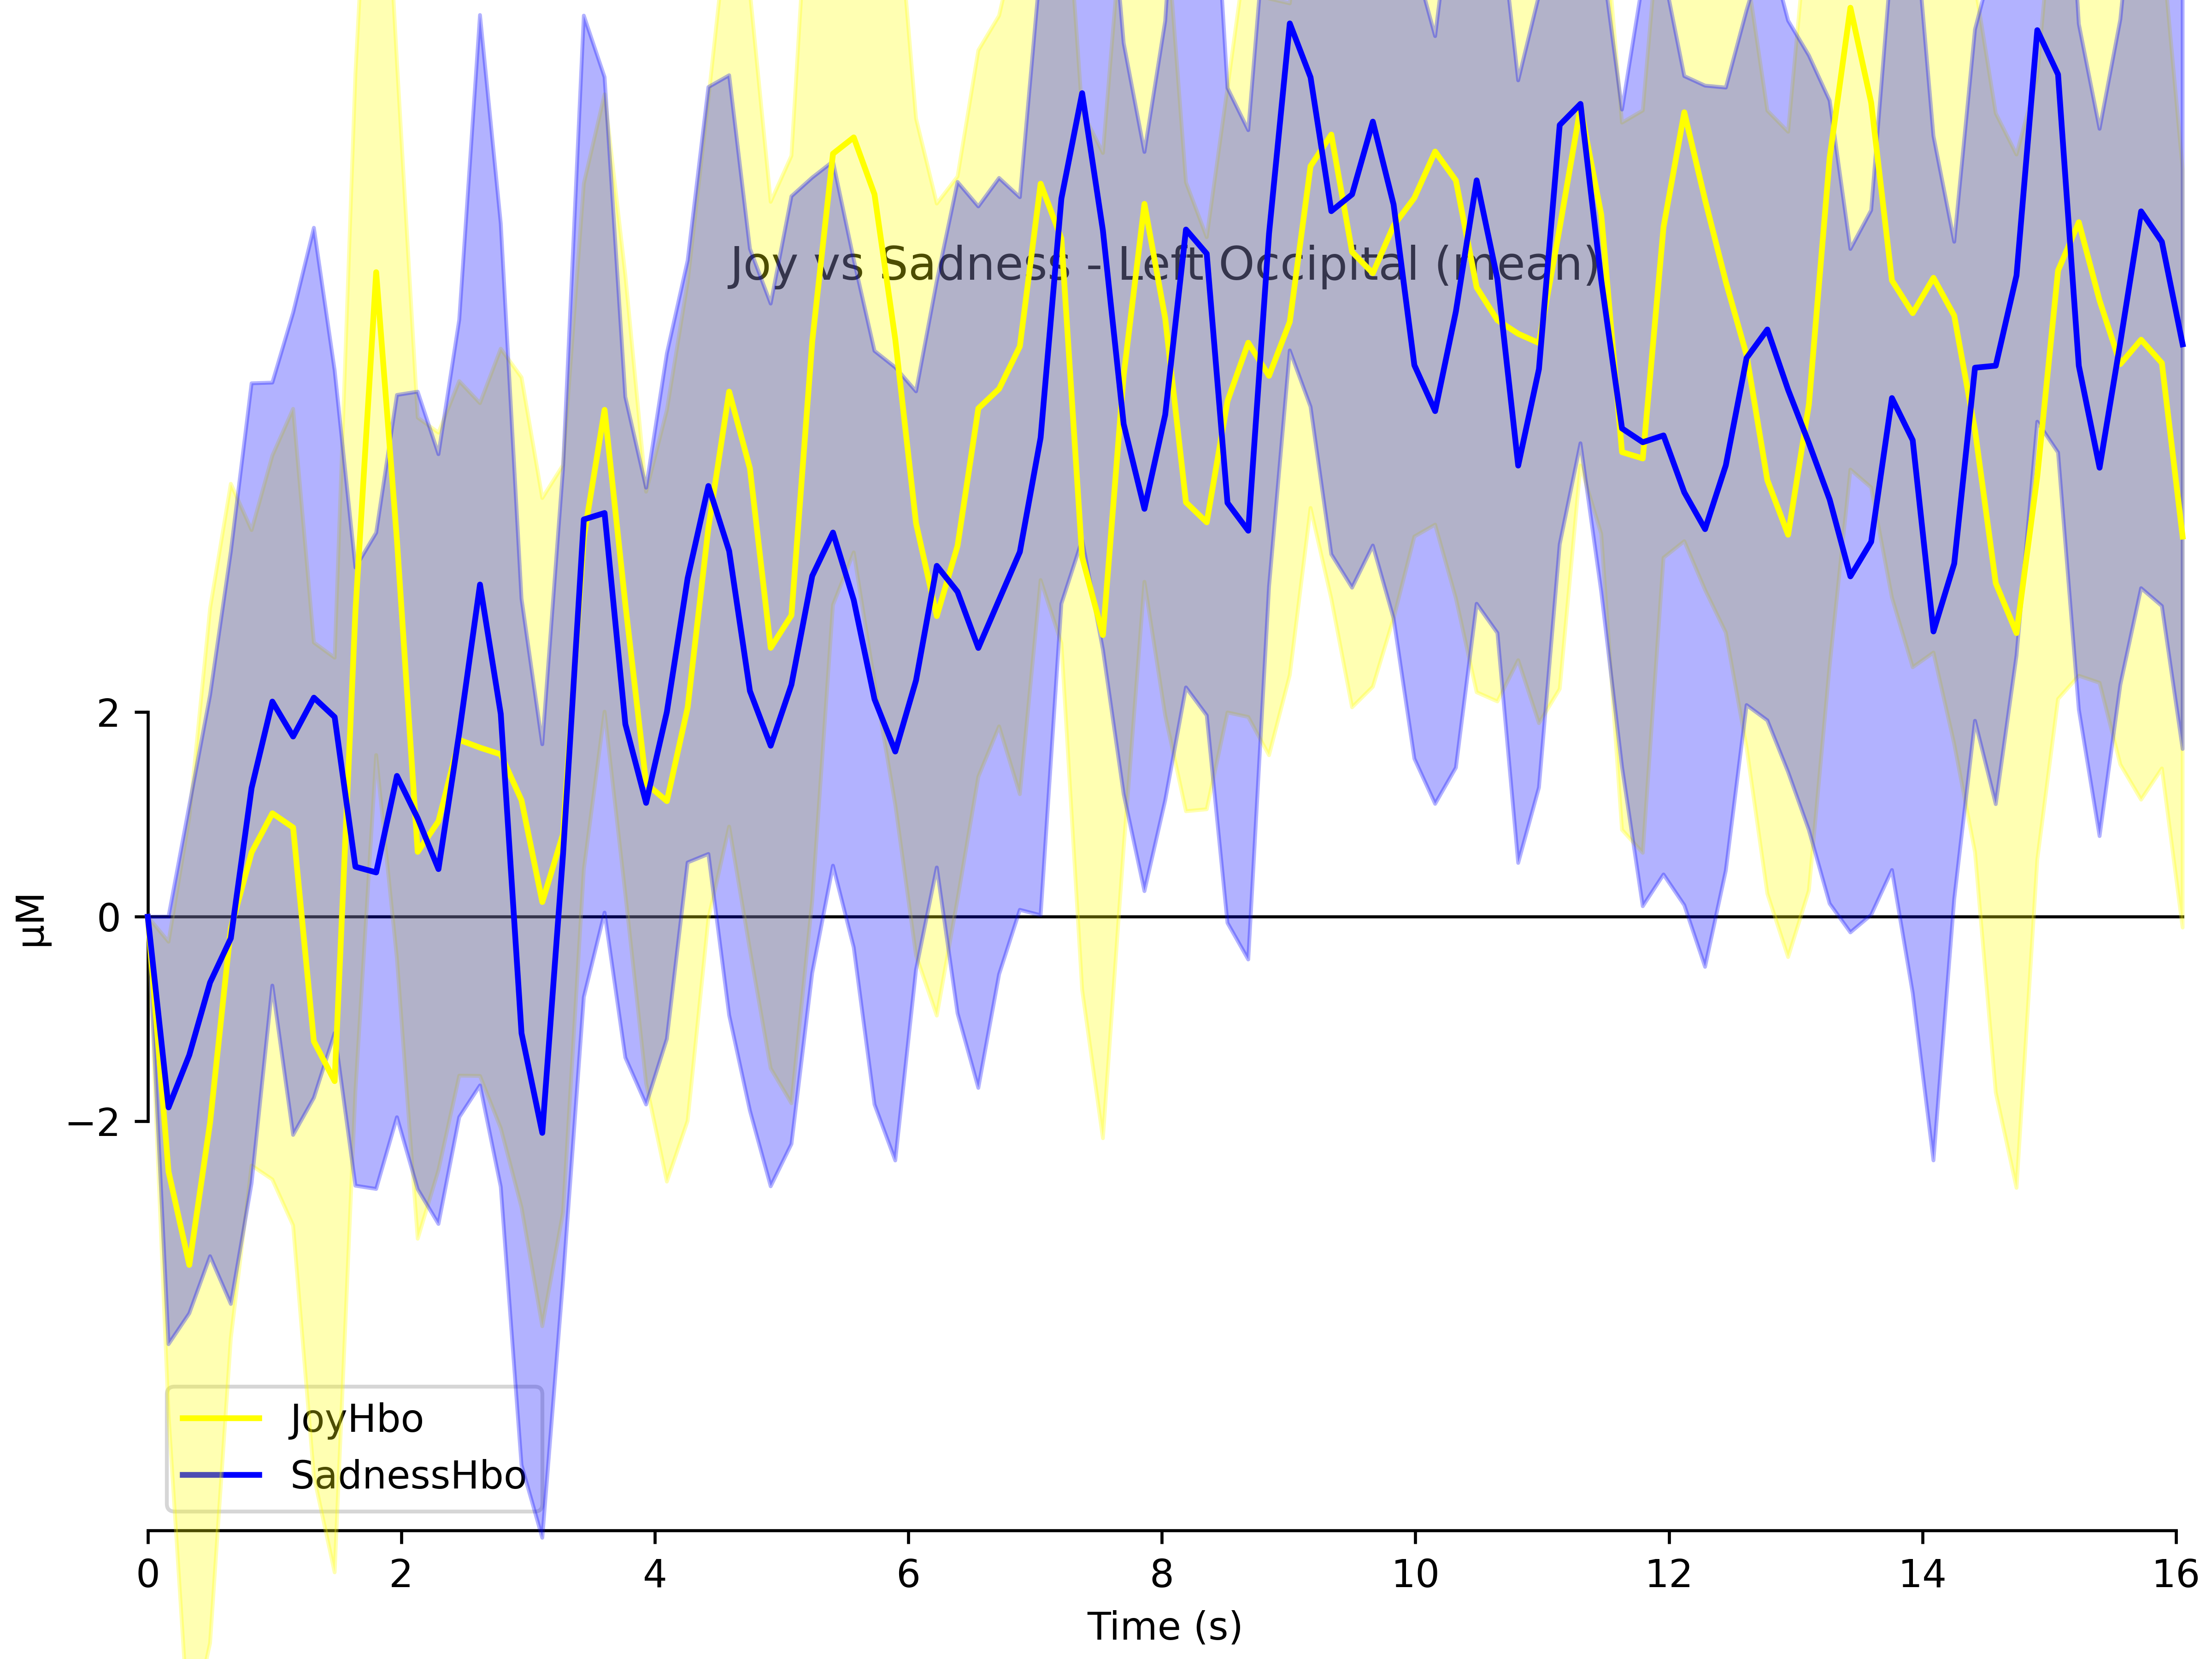 Joy vs Sadness - Left Occipital (mean)
2
0
−2
µM
JoyHbo
SadnessHbo
0 2 4 6 8 10 12 14 16
Time (s)